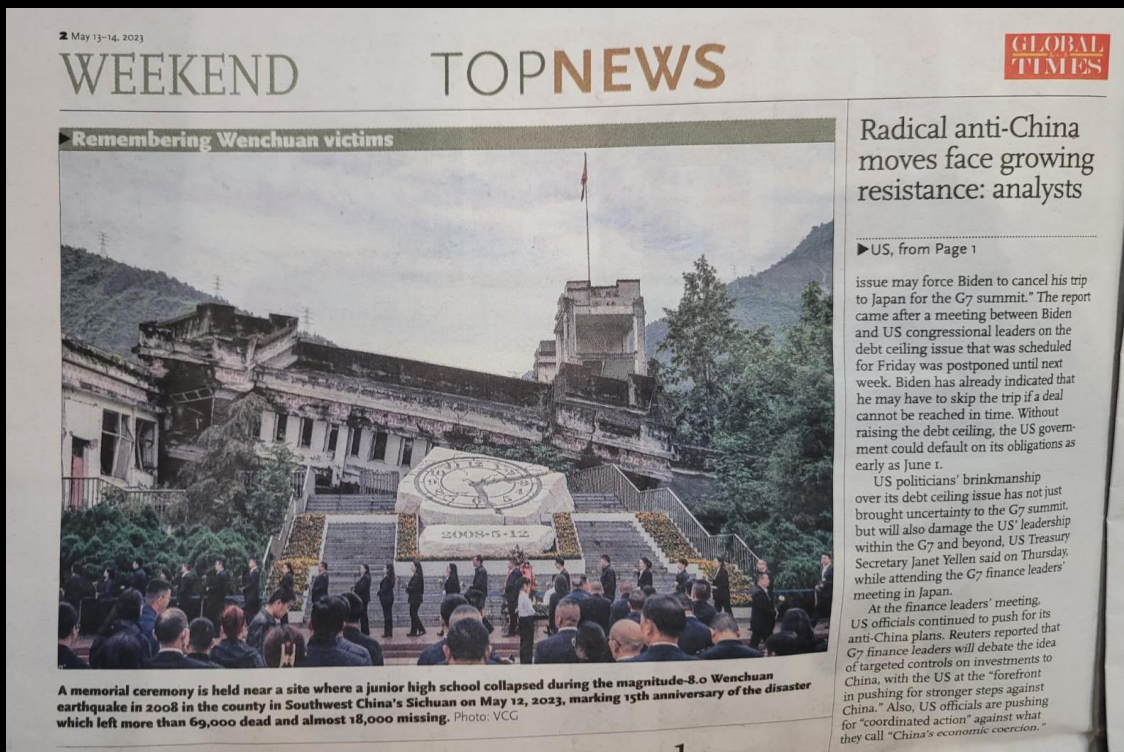 2 May 13–14, 2023
WEEKEND
TOPNEWS
GLOBAL
TIMES
Remembering Wenchuan victims
2008-5-12
A memorial ceremony is held near a site where a junior high school collapsed during the magnitude-8.0 Wenchuan
earthquake in 2008 in the county in Southwest China's Sichuan on May 12, 2023, marking 15th anniversary of the disaster
which left more than 69,000 dead and almost 18,000 missing. Photo: VCG
Radical anti-China
moves face growing
resistance: analysts
▶US, from Page 1
issue may force Biden to cancel his trip
to Japan for the G7 summit." The report
came after a meeting between Biden
and US congressional leaders on the
debt ceiling issue that was scheduled
for Friday was postponed until next
week. Biden has already indicated that
he may have to skip the trip if a deal
cannot be reached in time. Without
raising the debt ceiling, the US govern-
ment could default on its obligations as
early as June 1.
US politicians' brinkmanship
over its debt ceiling issue has not just
brought uncertainty to the G7 summit,
but will also damage the US' leadership
within the G7 and beyond, US Treasury
Secretary Janet Yellen said on Thursday,
while attending the G7 finance leaders'
meeting in Japan.
At the finance leaders' meeting,
US officials continued to push for its
anti-China plans. Reuters reported that
G7 finance leaders will debate the idea
of targeted controls on investments to
China, with the US at the "forefront
in pushing for stronger steps against
China." Also, US officials are pushing
for "coordinated action" against what
they call "China's economic coercion."